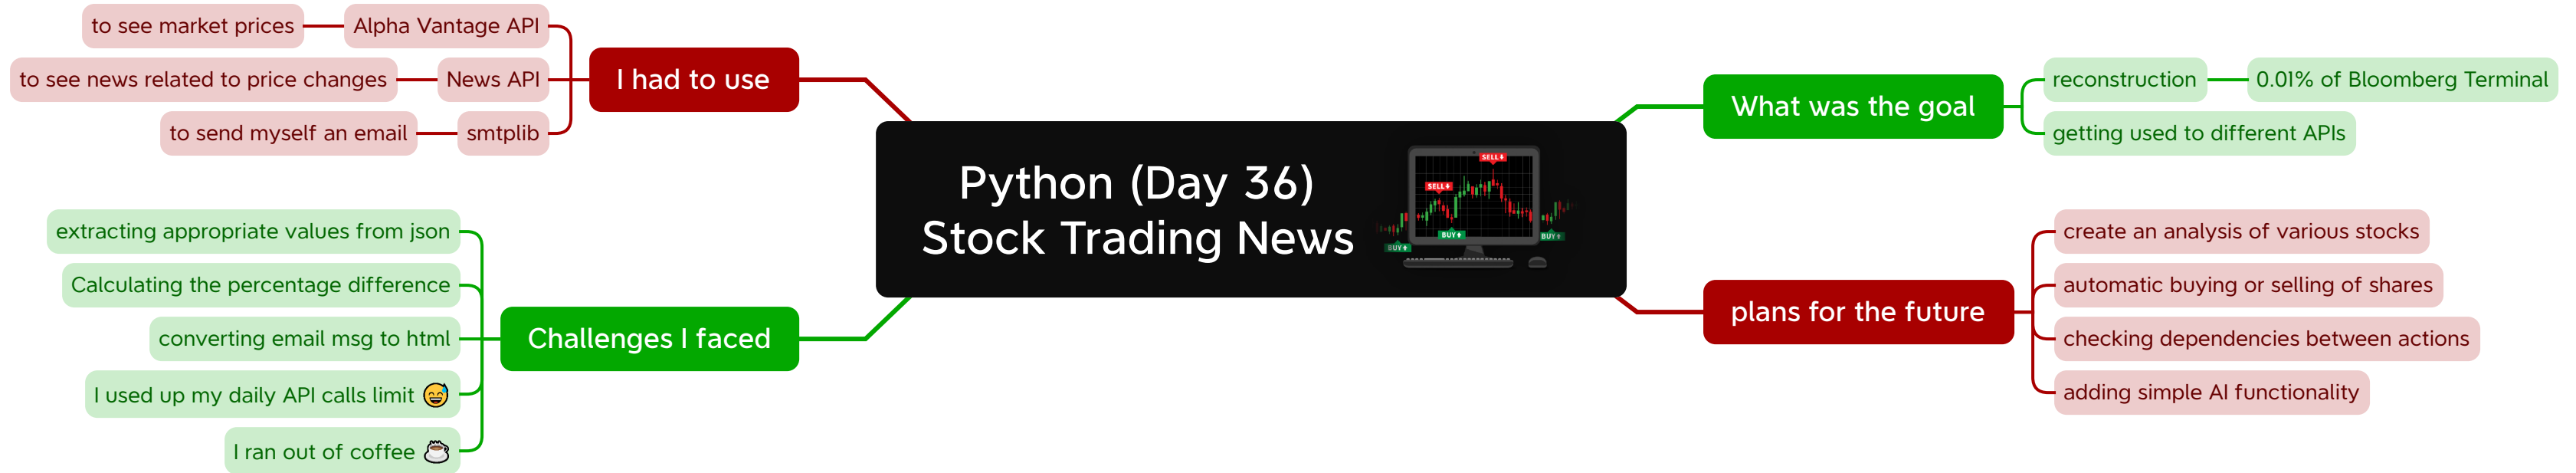 Python (Day 36)
Stock Trading News
SELL⬇
SELL⬇
BUY⬆
BUY⬆
BUY⬆
I had to use
Alpha Vantage API
to see market prices
News API
to see news related to price changes
smtplib
to send myself an email
Challenges I faced
extracting appropriate values from json
Calculating the percentage difference
converting email msg to html
I used up my daily API calls limit 😅
I ran out of coffee ☕
What was the goal
reconstruction
0.01% of Bloomberg Terminal
getting used to different APIs
plans for the future
create an analysis of various stocks
automatic buying or selling of shares
checking dependencies between actions
adding simple AI functionality